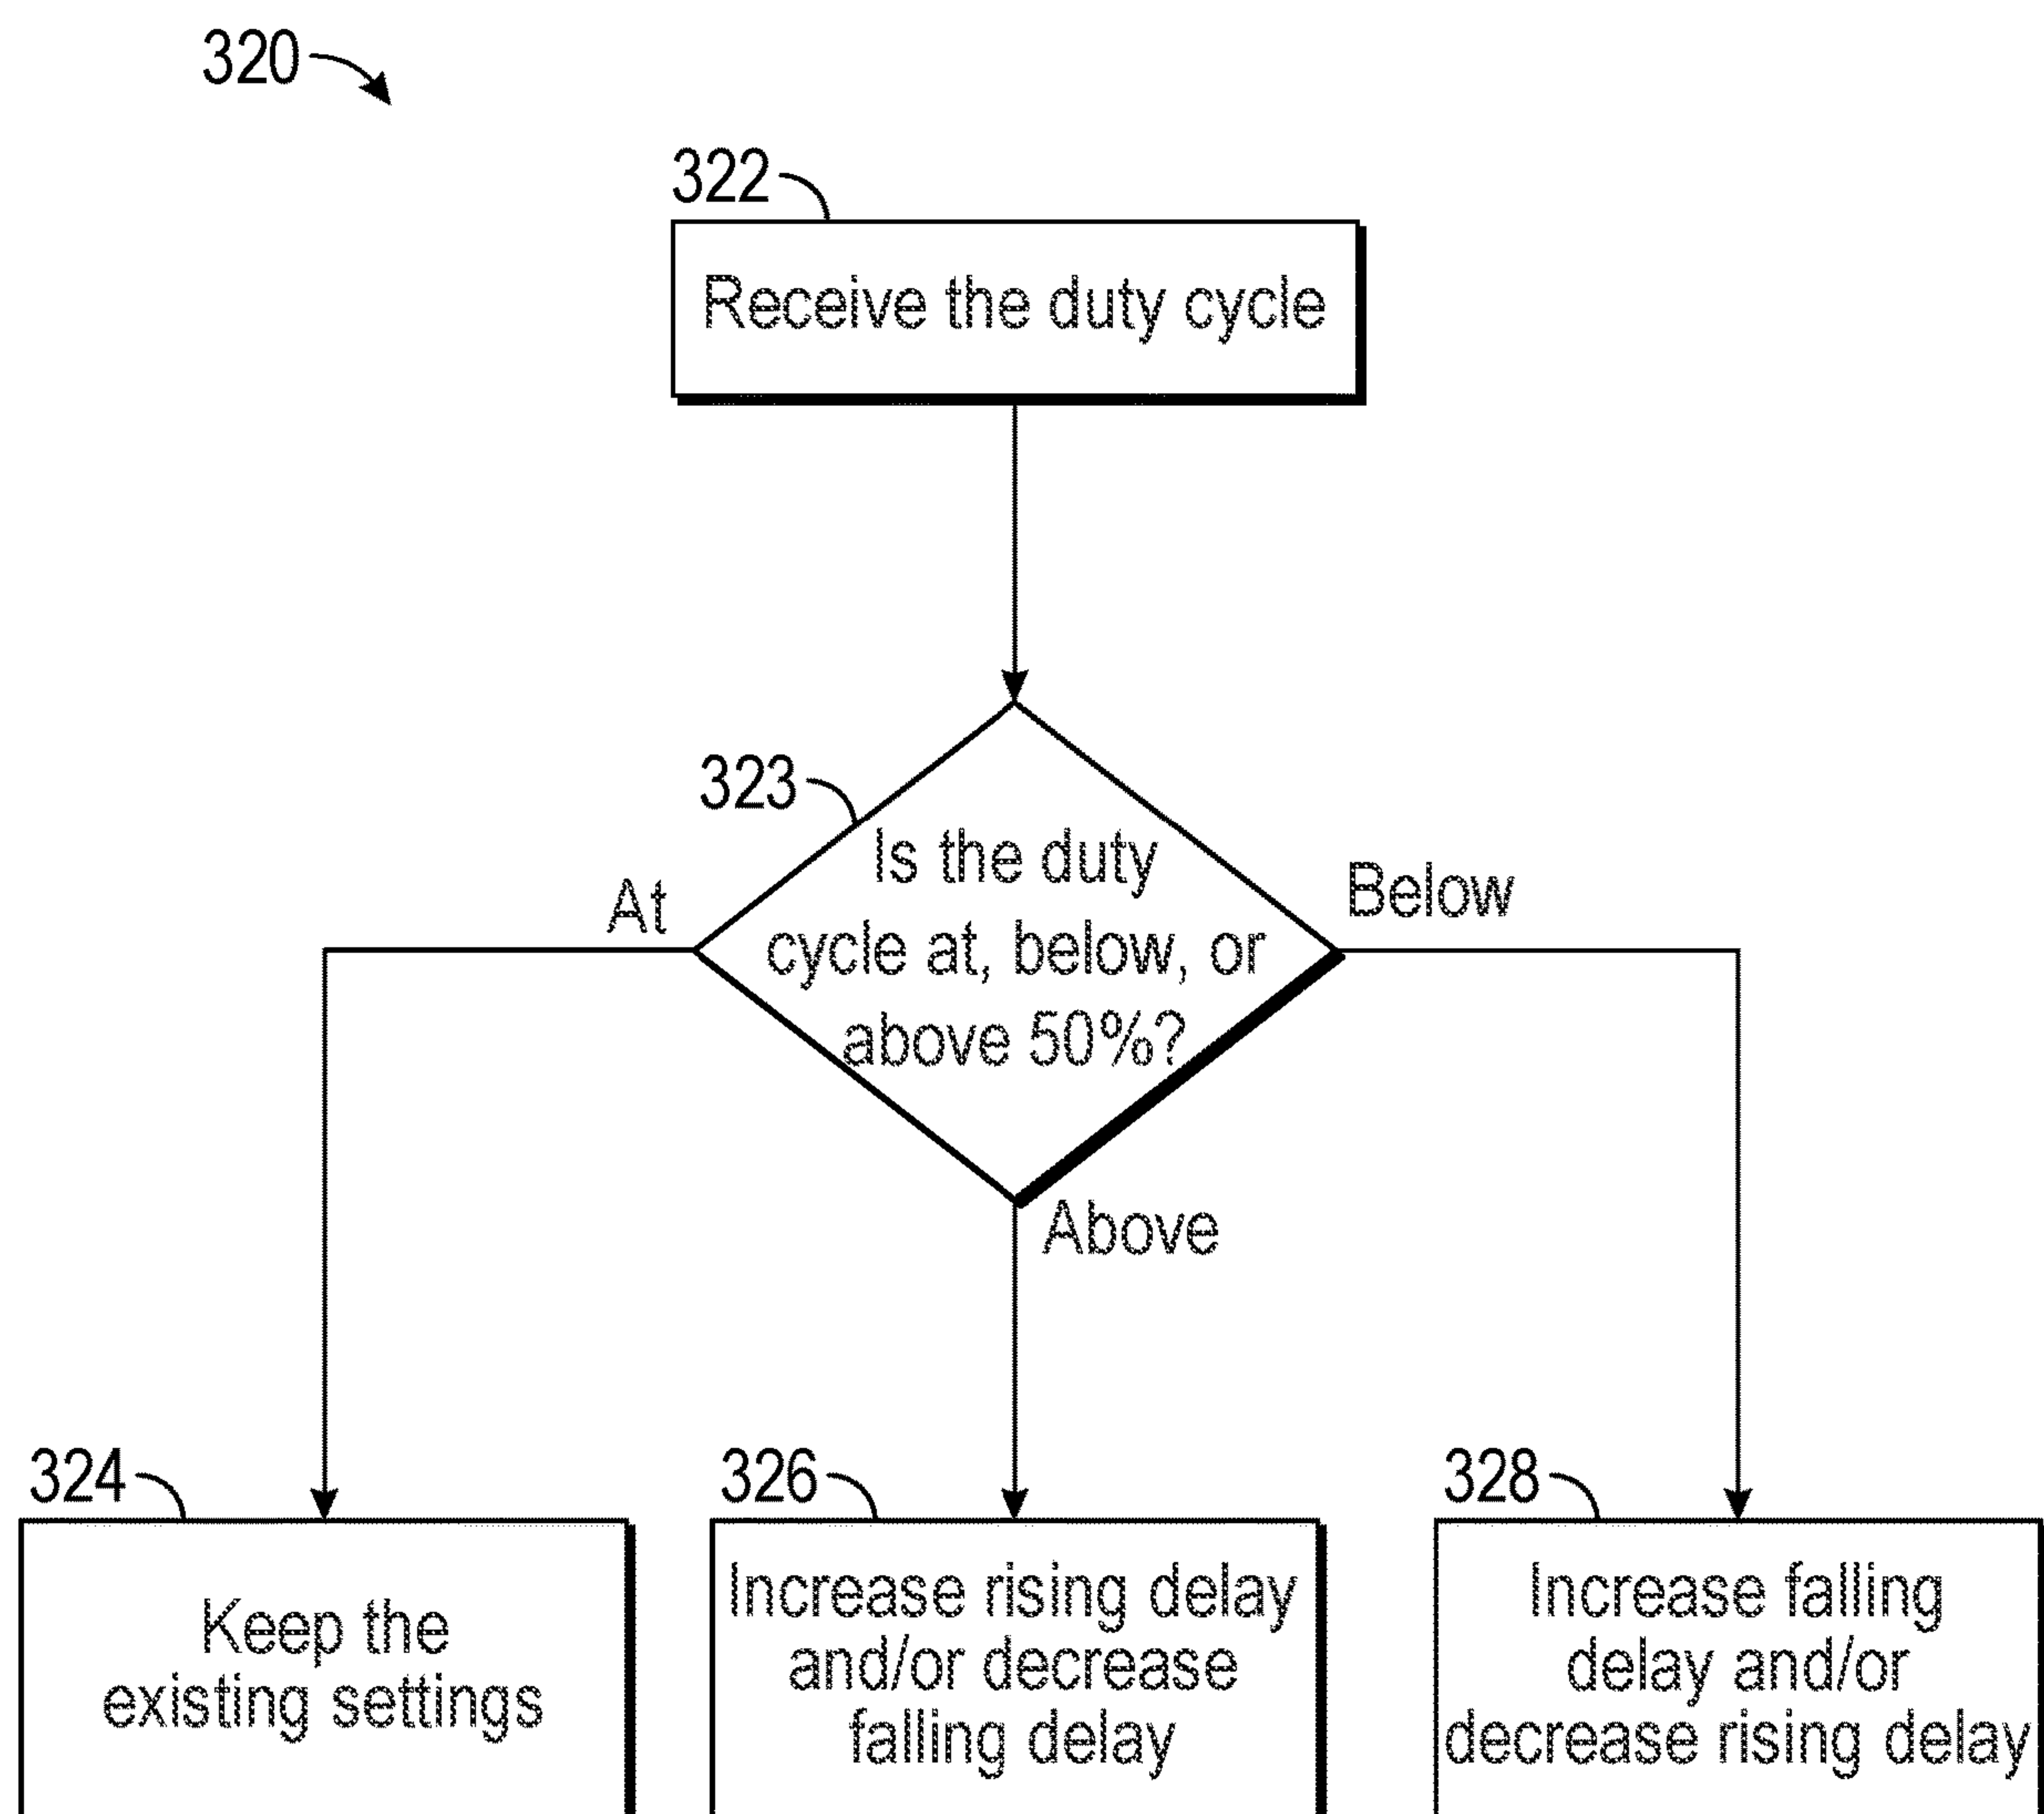 320
322
Receive the duty cycle
323
Is the duty
cycle at, below, or
above 50%?
At
Below
Above
324
Keep the
existing settings
326
Increase rising delay
and/or decrease
falling delay
328
Increase falling
delay and/or
decrease rising delay